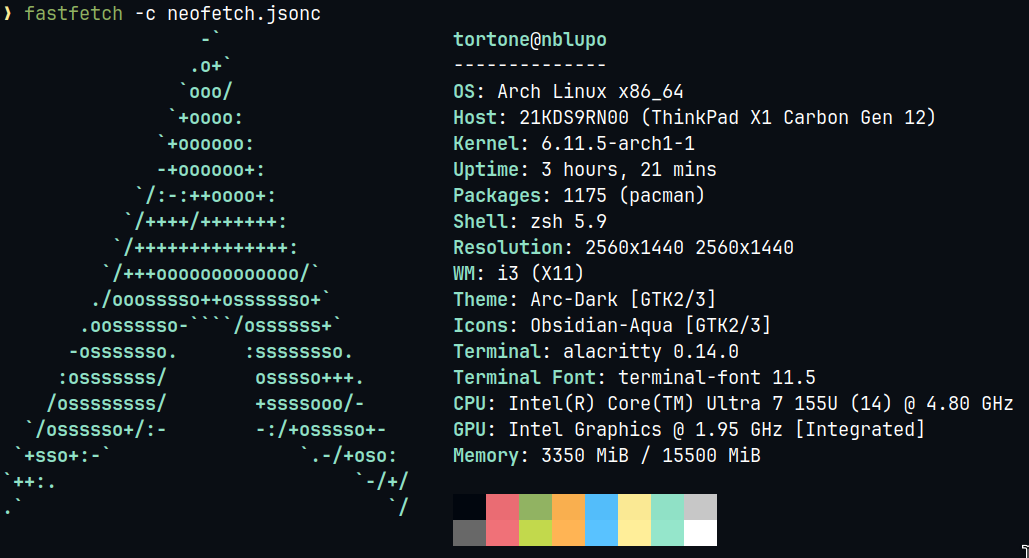 ❯ fastfetch -c neofetch.jsonc
                  -`
                 .o+`
                `ooo/
               `+oooo:
              `+oooooo:
              -+oooooo+:
            `/:-:++oooo+:
           `/++++/+++++++:
          `/++++++++++++++:
         `/+++ooooooooooooo/`
        ./ooosssso++osssssso+`
       .oossssso-````/ossssss+`
      -osssssso.      :ssssssso.
     :osssssss/        osssso+++.
    /ossssssss/        +ssssooo/-
  `/ossssso+/:-        -:/+osssso+-
 `+sso+:-`                 `.-/+oso:
`++:.                           `-/+/
.`                                 `/
tortone@nblupo
--------------
OS: Arch Linux x86_64
Host: 21KDS9RN00 (ThinkPad X1 Carbon Gen 12)
Kernel: 6.11.5-arch1-1
Uptime: 3 hours, 21 mins
Packages: 1175 (pacman)
Shell: zsh 5.9
Resolution: 2560x1440 2560x1440
WM: i3 (X11)
Theme: Arc-Dark [GTK2/3]
Icons: Obsidian-Aqua [GTK2/3]
Terminal: alacritty 0.14.0
Terminal Font: terminal-font 11.5
CPU: Intel(R) Core(TM) Ultra 7 155U (14) @ 4.80 GHz
GPU: Intel Graphics @ 1.95 GHz [Integrated]
Memory: 3350 MiB / 15500 MiB